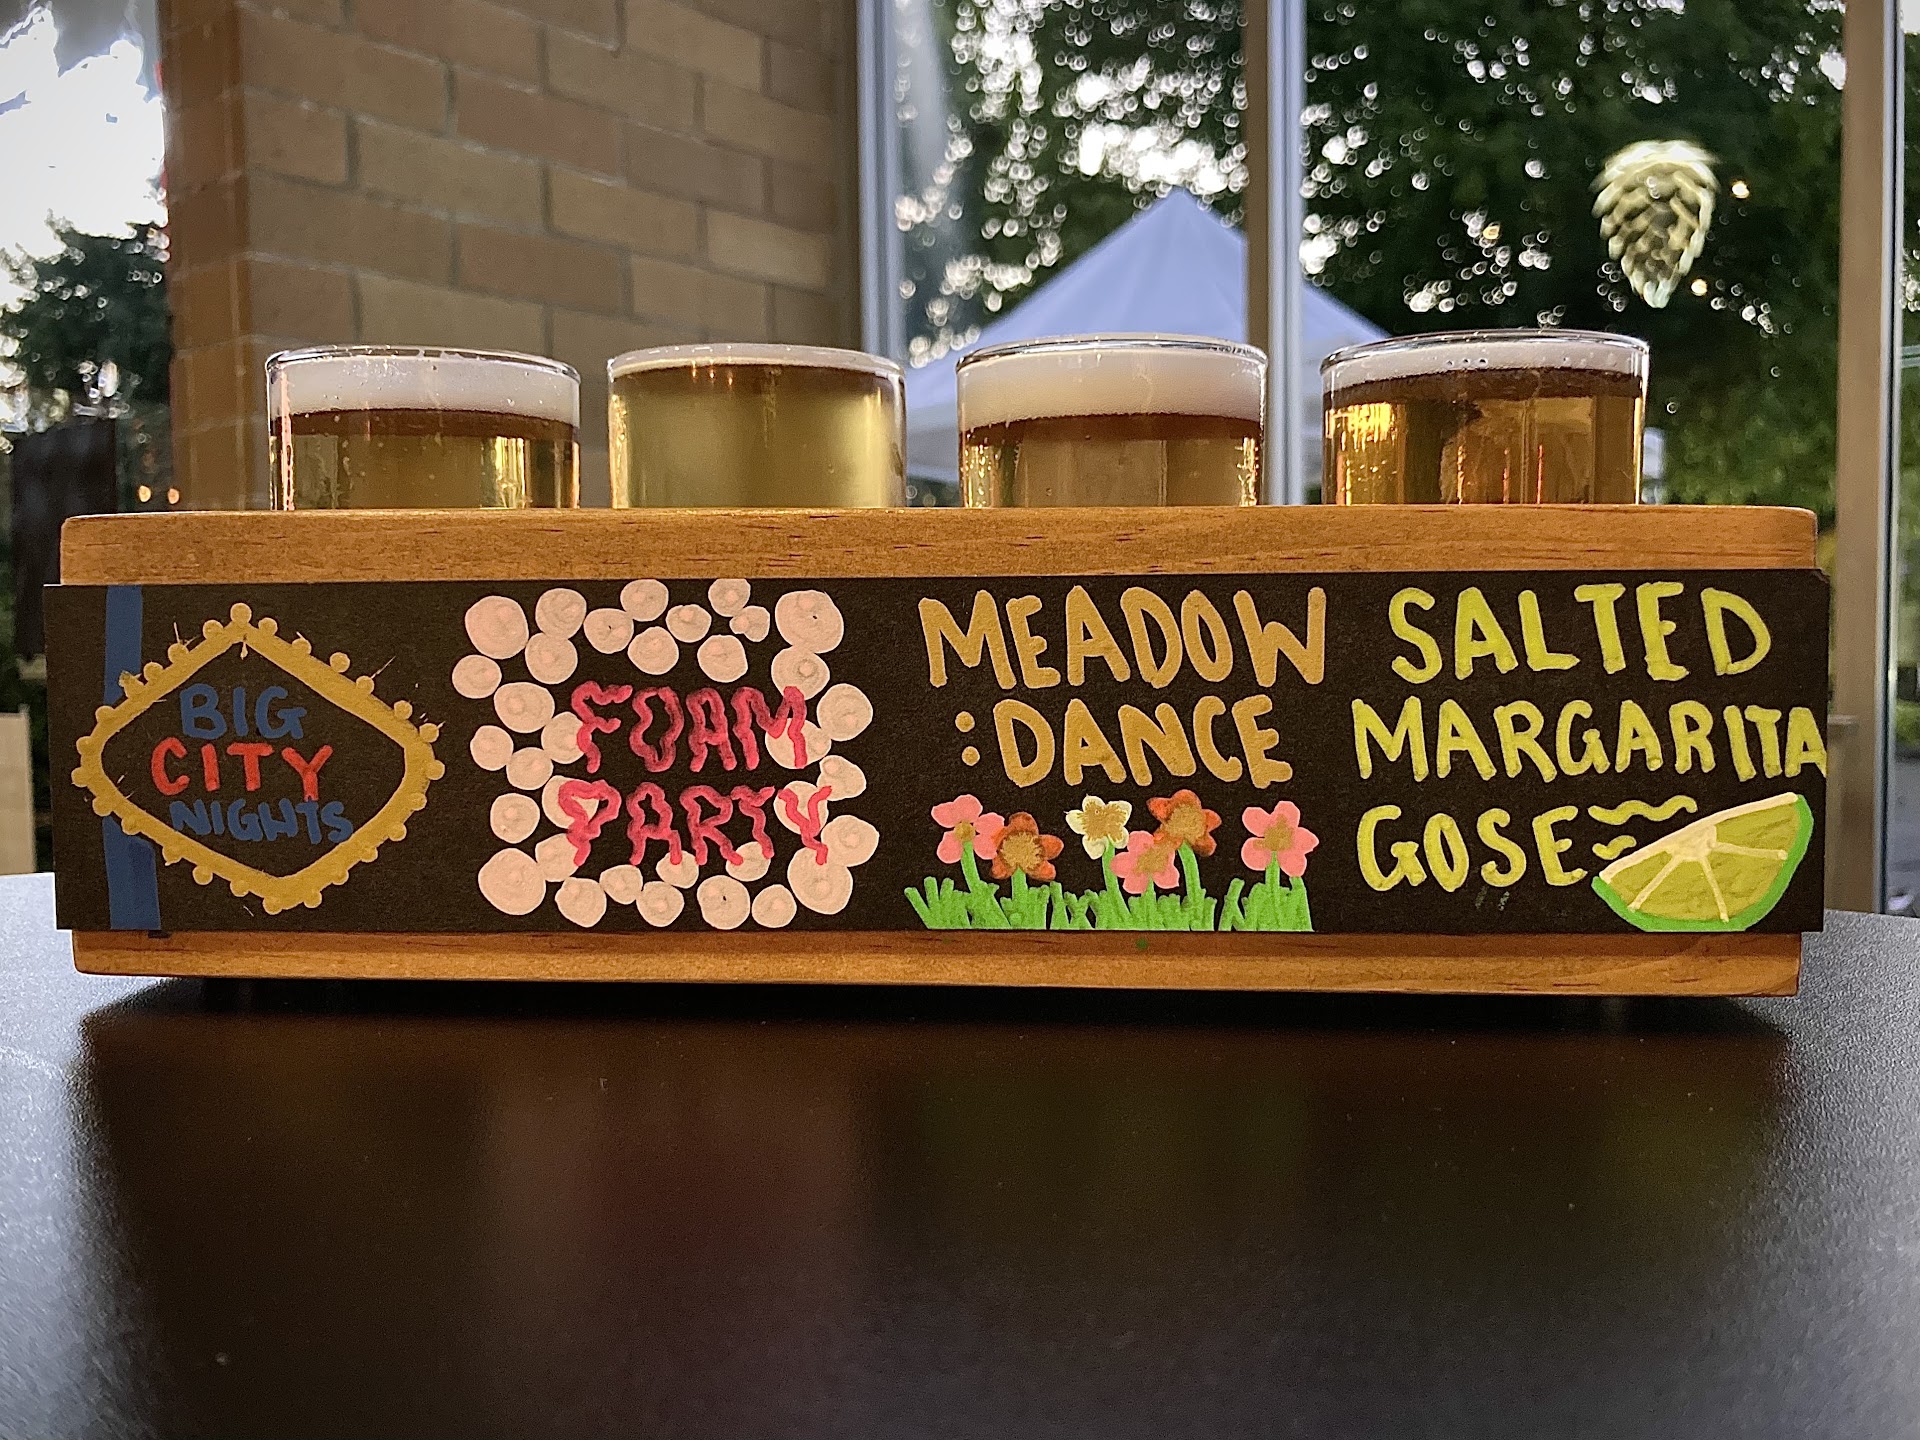 BIG
CITY
NIGHTS
FOAM
PARTY
MEADOW
:DANCE
SALTED
MARGARITA
GOSE